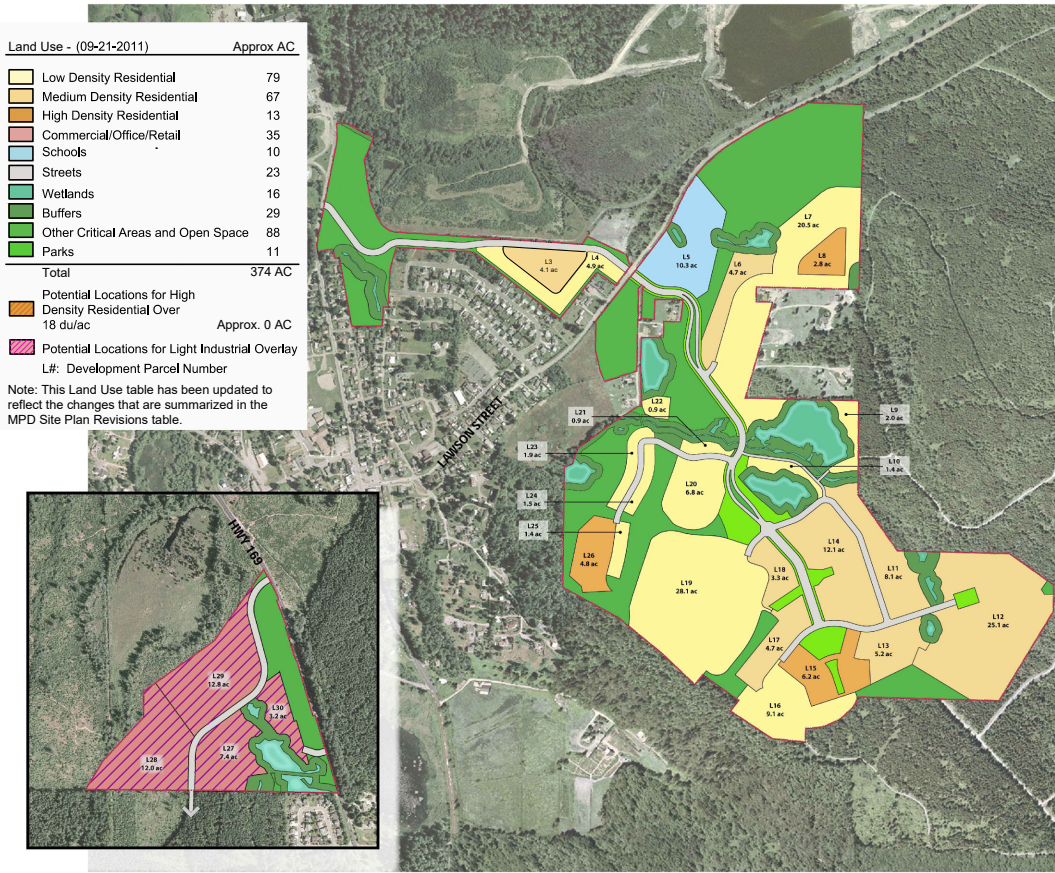 Land Use - (09-21-2011) Approx AC
Low Density Residential 79
Medium Density Residential 67
High Density Residential 13
Commercial/Office/Retail 35
Schools 10
Streets 23
Wetlands 16
Buffers 29
Other Critical Areas and Open Space 88
Parks 11
Total 374 AC
Potential Locations for High
Density Residential Over
18 du/ac Approx. 0 AC
Potential Locations for Light Industrial Overlay
L#: Development Parcel Number
Note: This Land Use table has been updated to
reflect the changes that are summarized in the
MPD Site Plan Revisions table.
L7
20.5 ac
L8
2.8 ac
L5
10.3 ac
L6
4.7 ac
L3
4.1 ac
L4
4.9 ac
LAWSON STREET
L22
0.9 ac
L21
0.9 ac
L9
2.0 ac
L23
1.9 ac
L10
1.4 ac
L20
6.8 ac
L24
1.5 ac
L25
1.4 ac
L26
4.8 ac
L14
12.1 ac
L18
3.3 ac
L11
8.1 ac
L19
28.1 ac
L12
25.1 ac
L17
4.7 ac
L13
5.2 ac
L15
6.2 ac
L16
9.1 ac
HWY 169
L29
12.8 ac
L30
3.2 ac
L27
7.4 ac
L28
12.0 ac